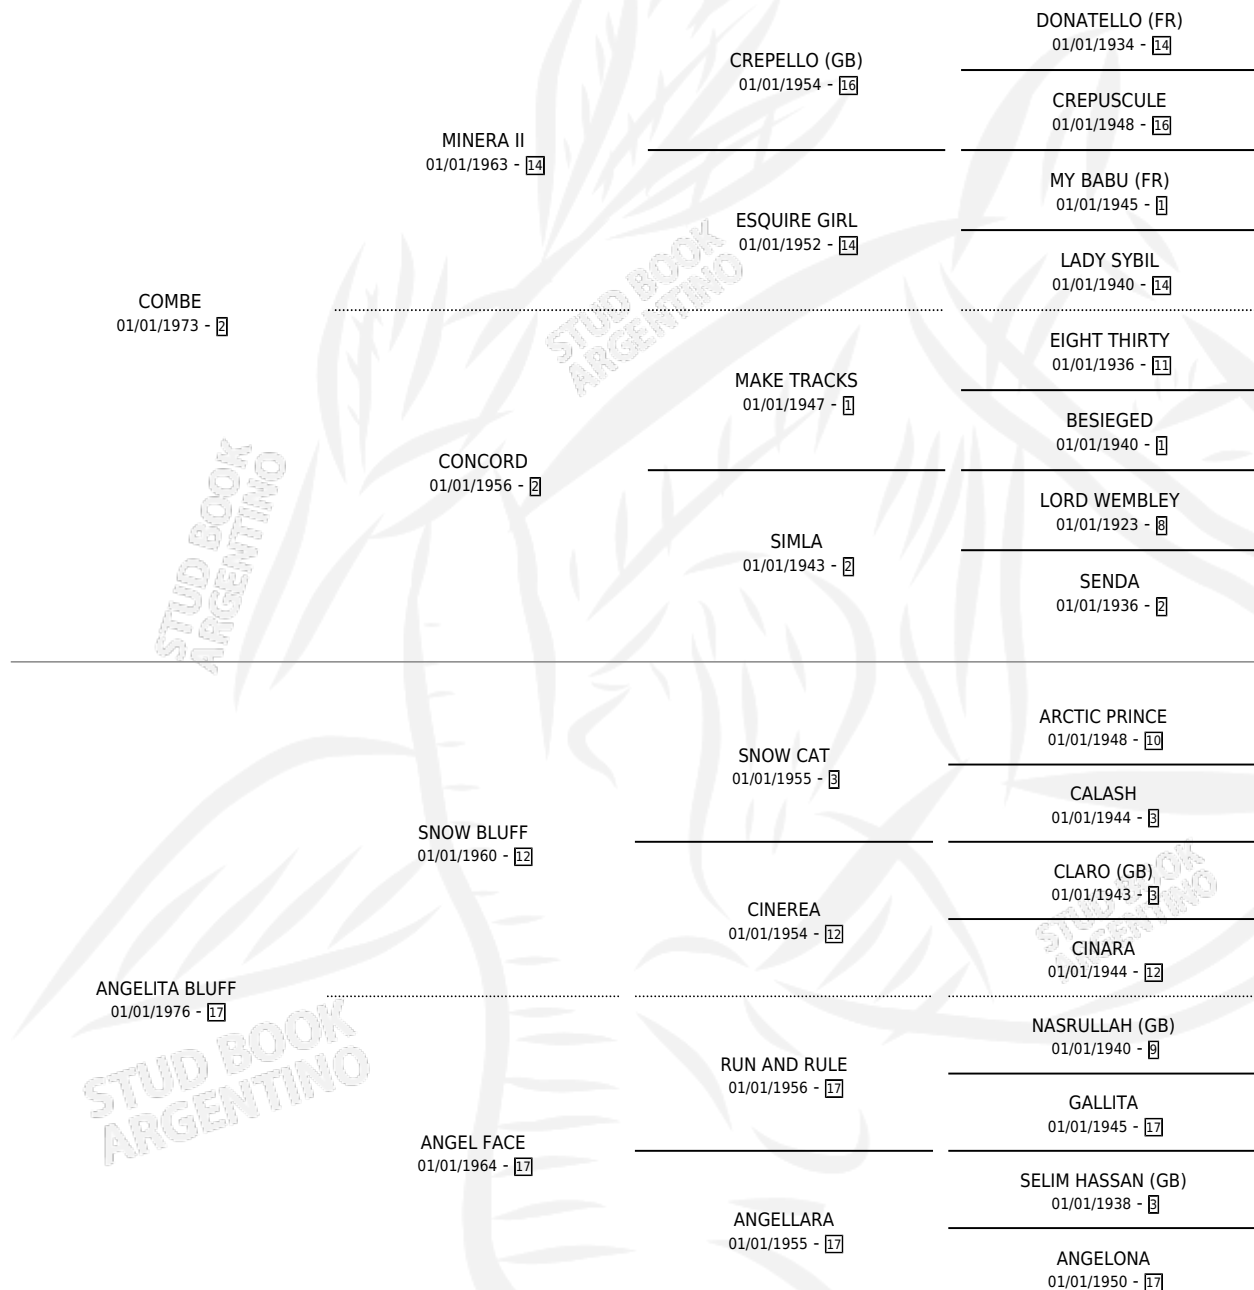 DONATELLO (FR)
01/01/1934 - 14
CREPELLO (GB)
01/01/1954 - 16
CREPUSCULE
01/01/1948 - 16
MINERA II
01/01/1963 - 14
MY BABU (FR)
01/01/1945 - 1
ESQUIRE GIRL
01/01/1952 - 14
LADY SYBIL
01/01/1940 - 14
COMBE
01/01/1973 - 2
EIGHT THIRTY
01/01/1936 - 11
MAKE TRACKS
01/01/1947 - 1
BESIEGED
01/01/1940 - 1
CONCORD
01/01/1956 - 2
LORD WEMBLEY
01/01/1923 - 8
SIMLA
01/01/1943 - 2
SENDA
01/01/1936 - 2
ARCTIC PRINCE
01/01/1948 - 10
SNOW CAT
01/01/1955 - 3
CALASH
01/01/1944 - 3
SNOW BLUFF
01/01/1960 - 12
CLARO (GB)
01/01/1943 - 3
CINEREA
01/01/1954 - 12
CINARA
01/01/1944 - 12
ANGELITA BLUFF
01/01/1976 - 17
NASRULLAH (GB)
01/01/1940 - 9
RUN AND RULE
01/01/1956 - 17
GALLITA
01/01/1945 - 17
ANGEL FACE
01/01/1964 - 17
SELIM HASSAN (GB)
01/01/1938 - 3
ANGELLARA
01/01/1955 - 17
ANGELONA
01/01/1950 - 17
STUD BOOK
ARGENTINO
STUD BOOK
ARGENTINO
STUD BOOK
ARGENTINO
STUD BOOK
ARGENTINO